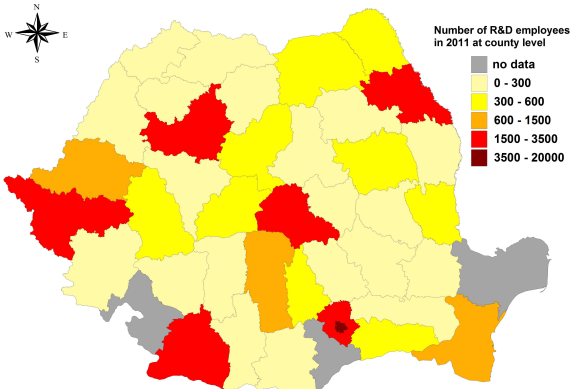 N
W E
S
Number of R&D employees
in 2011 at county level
no data
0 - 300
300 - 600
600 - 1500
1500 - 3500
3500 - 20000